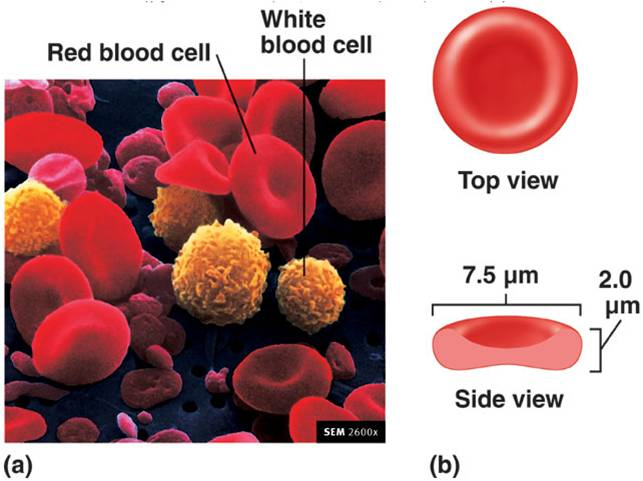 White
blood cell
Red blood cell
SEM 2600x
(a)
Top view
7.5 µm
2.0
µm
Side view
(b)